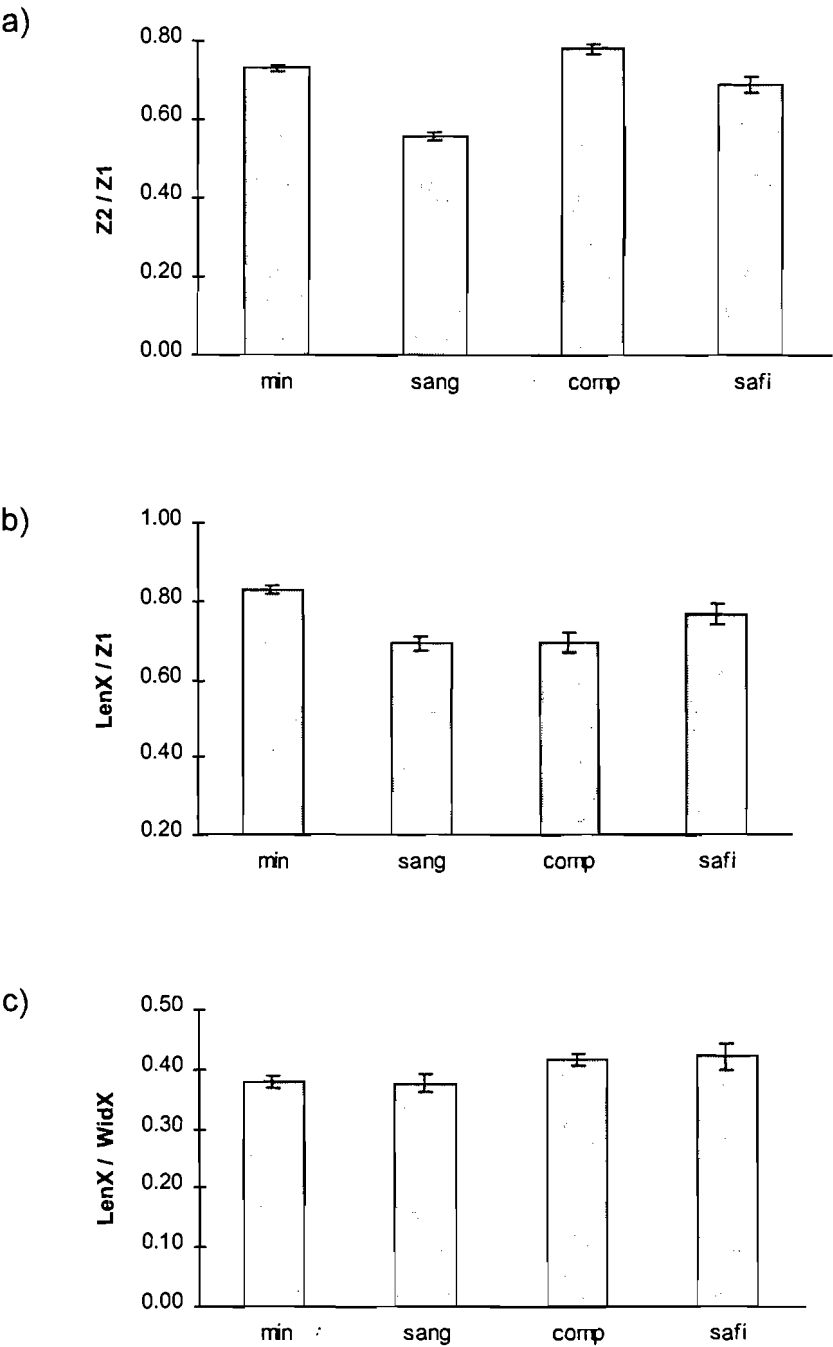 a)
0.80
0.60
0.40
0.20
0.00
Z2 / Z1
min sang comp safi
b)
1.00
0.80
0.60
0.40
0.20
LenX / Z1
min sang comp safi
c)
0.50
0.40
0.30
0.20
0.10
0.00
LenX / WidX
min sang comp safi